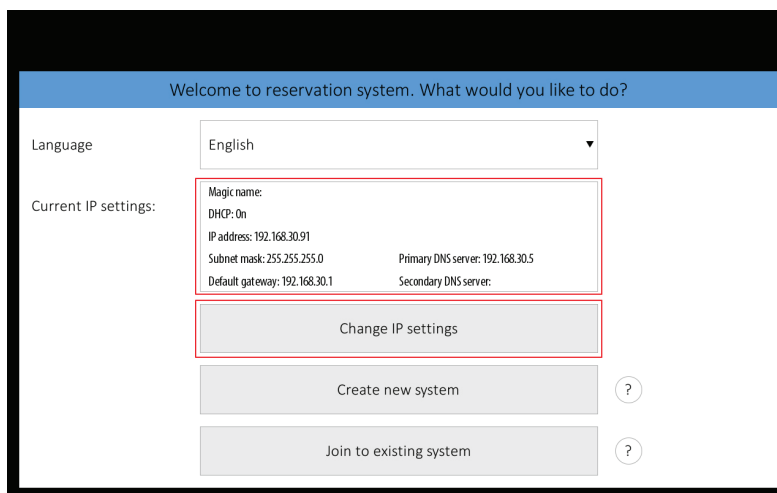 Welcome to reservation system. What would you like to do?
Language
English
Current IP settings:
Magic name:
DHCP: On
IP address: 192.168.30.91
Subnet mask: 255.255.255.0 Primary DNS server: 192.168.30.5
Default gateway: 192.168.30.1 Secondary DNS server:
Change IP settings
Create new system ?
Join to existing system ?